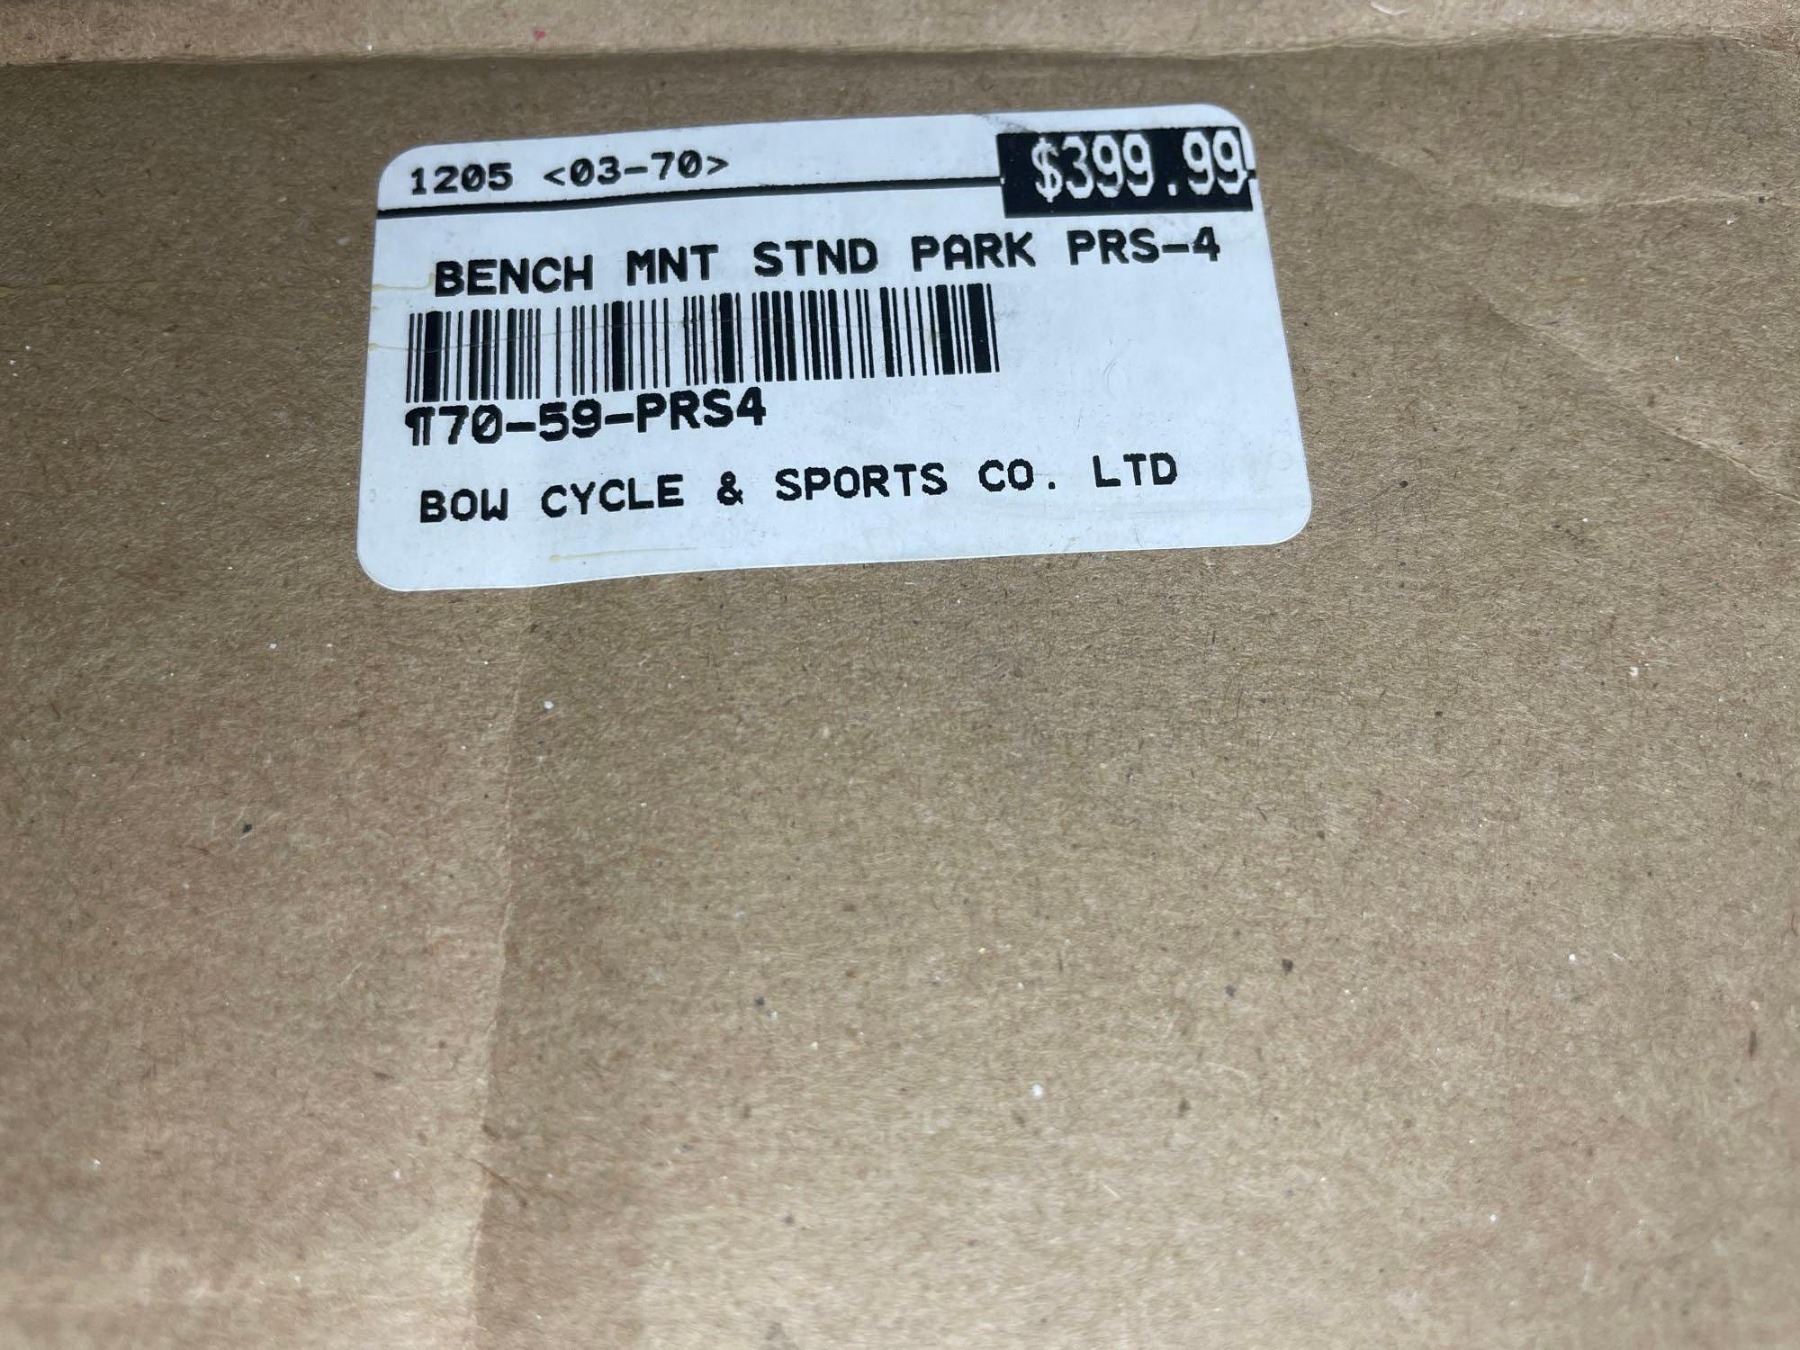 1205 <03-70> $399.99
BENCH MNT STND PARK PRS-4
¶70-59-PRS4
BOW CYCLE & SPORTS CO. LTD